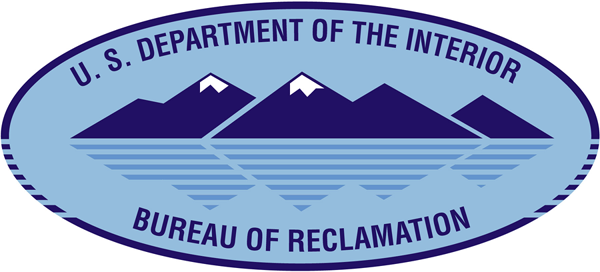 U. S. DEPARTMENT OF THE INTERIOR
BUREAU OF RECLAMATION